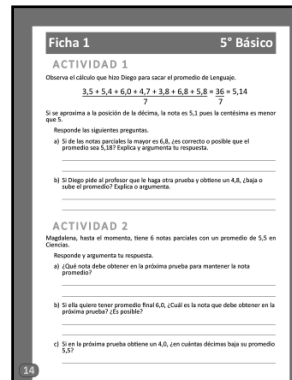 Ficha 1
5° Básico
ACTIVIDAD 1
Observa el cálculo que hizo Diego para sacar el promedio de Lenguaje.
3,5 + 5,4 + 6,0 + 4,7 + 3,8 + 6,8 + 5,8 = 36 = 5,14
7 7
Si se aproxima a la posición de la décima, la nota es 5,1 pues la centésima es menor
que 5.
Responde las siguientes preguntas.
a) Si de las notas parciales la mayor es 6,8, ¿es correcto o posible que el
promedio sea 5,18? Explica y argumenta tu respuesta.
b) Si Diego pide al profesor que le haga otra prueba y obtiene un 4,8, ¿baja o
sube el promedio? Explica o argumenta.
ACTIVIDAD 2
Magdalena, hasta el momento, tiene 6 notas parciales con un promedio de 5,5 en
Ciencias.
Responde y argumenta tu respuesta.
a) ¿Qué nota debe obtener en la próxima prueba para mantener la nota
promedio?
b) Si ella quiere tener promedio final 6,0, ¿Cuál es la nota que debe obtener en la
próxima prueba? ¿Es posible?
c) Si en la próxima prueba obtiene un 4,0, ¿en cuántas décimas baja su promedio
5,5?
14